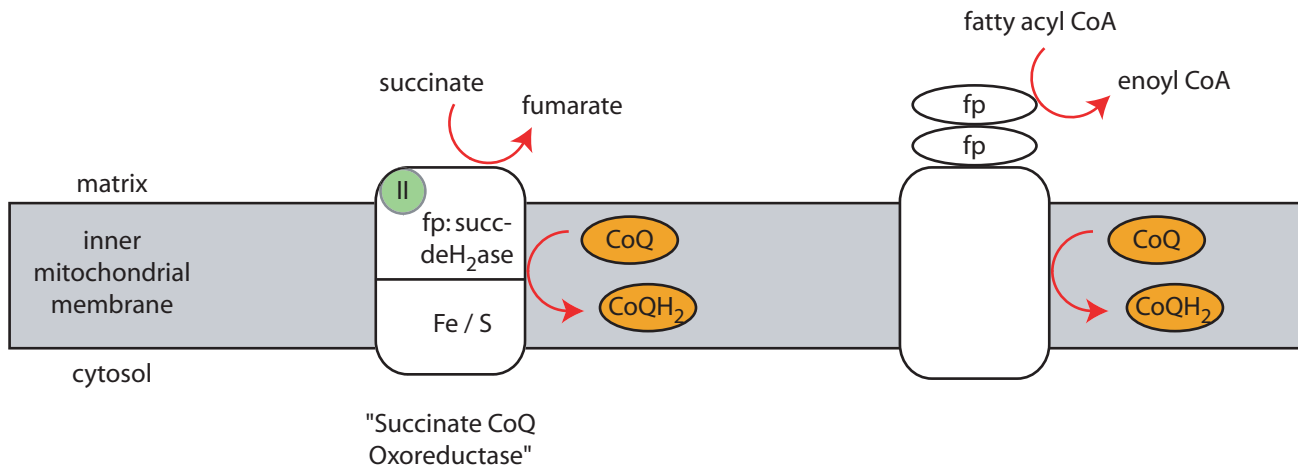 fatty acyl CoA
enoyl CoA
succinate
fumarate
fp
fp
matrix
II
fp: succ-
deH₂ase
Fe / S
CoQ
CoQH₂
CoQ
CoQH₂
inner
mitochondrial
membrane
cytosol
"Succinate CoQ
Oxoreductase"